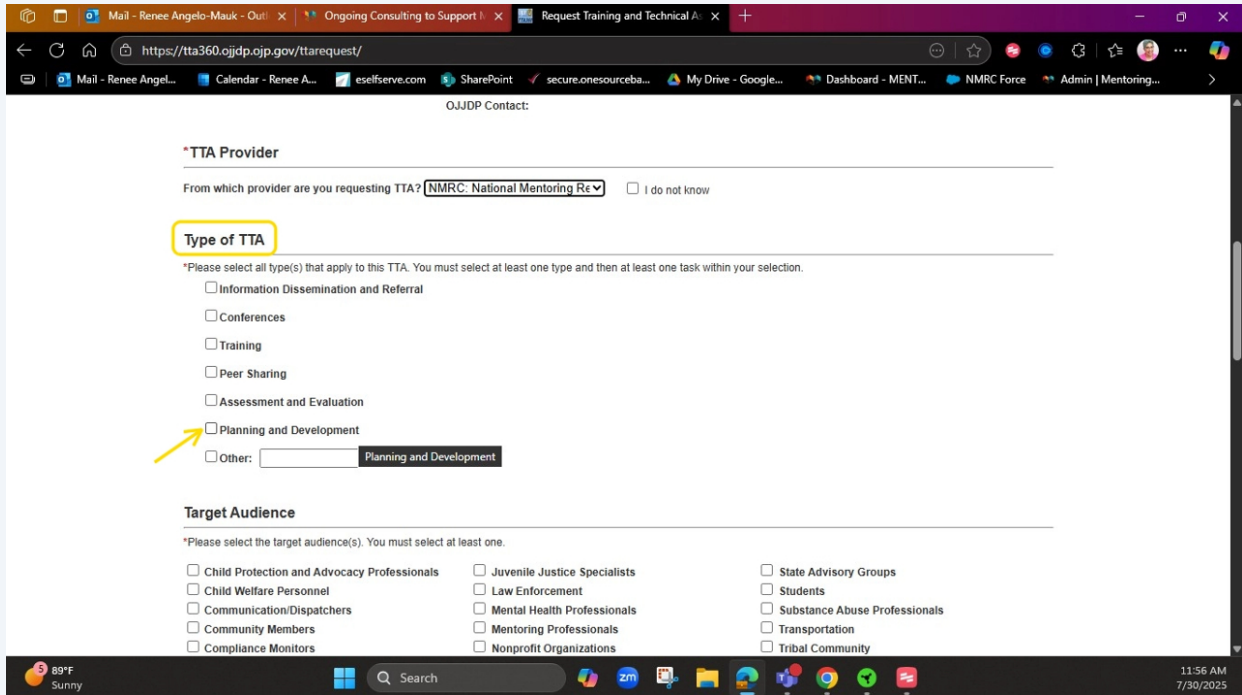 Mail - Renee Angelo-Mauk - Outl
Ongoing Consulting to Support M
Request Training and Technical As
https://tta360.ojjdp.ojp.gov/ttarequest/
Mail - Renee Angel...
Calendar - Renee A...
eselfserve.com
SharePoint
secure.onesourceba...
My Drive - Google...
Dashboard - MENT...
NMRC Force
Admin | Mentoring...
OJJDP Contact:
*TTA Provider
From which provider are you requesting TTA? NMRC: National Mentoring Re
I do not know
Type of TTA
*Please select all type(s) that apply to this TTA. You must select at least one type and then at least one task within your selection.
Information Dissemination and Referral
Conferences
Training
Peer Sharing
Assessment and Evaluation
Planning and Development
Other:
Planning and Development
Target Audience
*Please select the target audience(s). You must select at least one.
Child Protection and Advocacy Professionals
Juvenile Justice Specialists
State Advisory Groups
Child Welfare Personnel
Law Enforcement
Students
Communication/Dispatchers
Mental Health Professionals
Substance Abuse Professionals
Community Members
Mentoring Professionals
Transportation
Compliance Monitors
Nonprofit Organizations
Tribal Community
5
89°F
Sunny
Search
zm
11:56 AM
7/30/2025